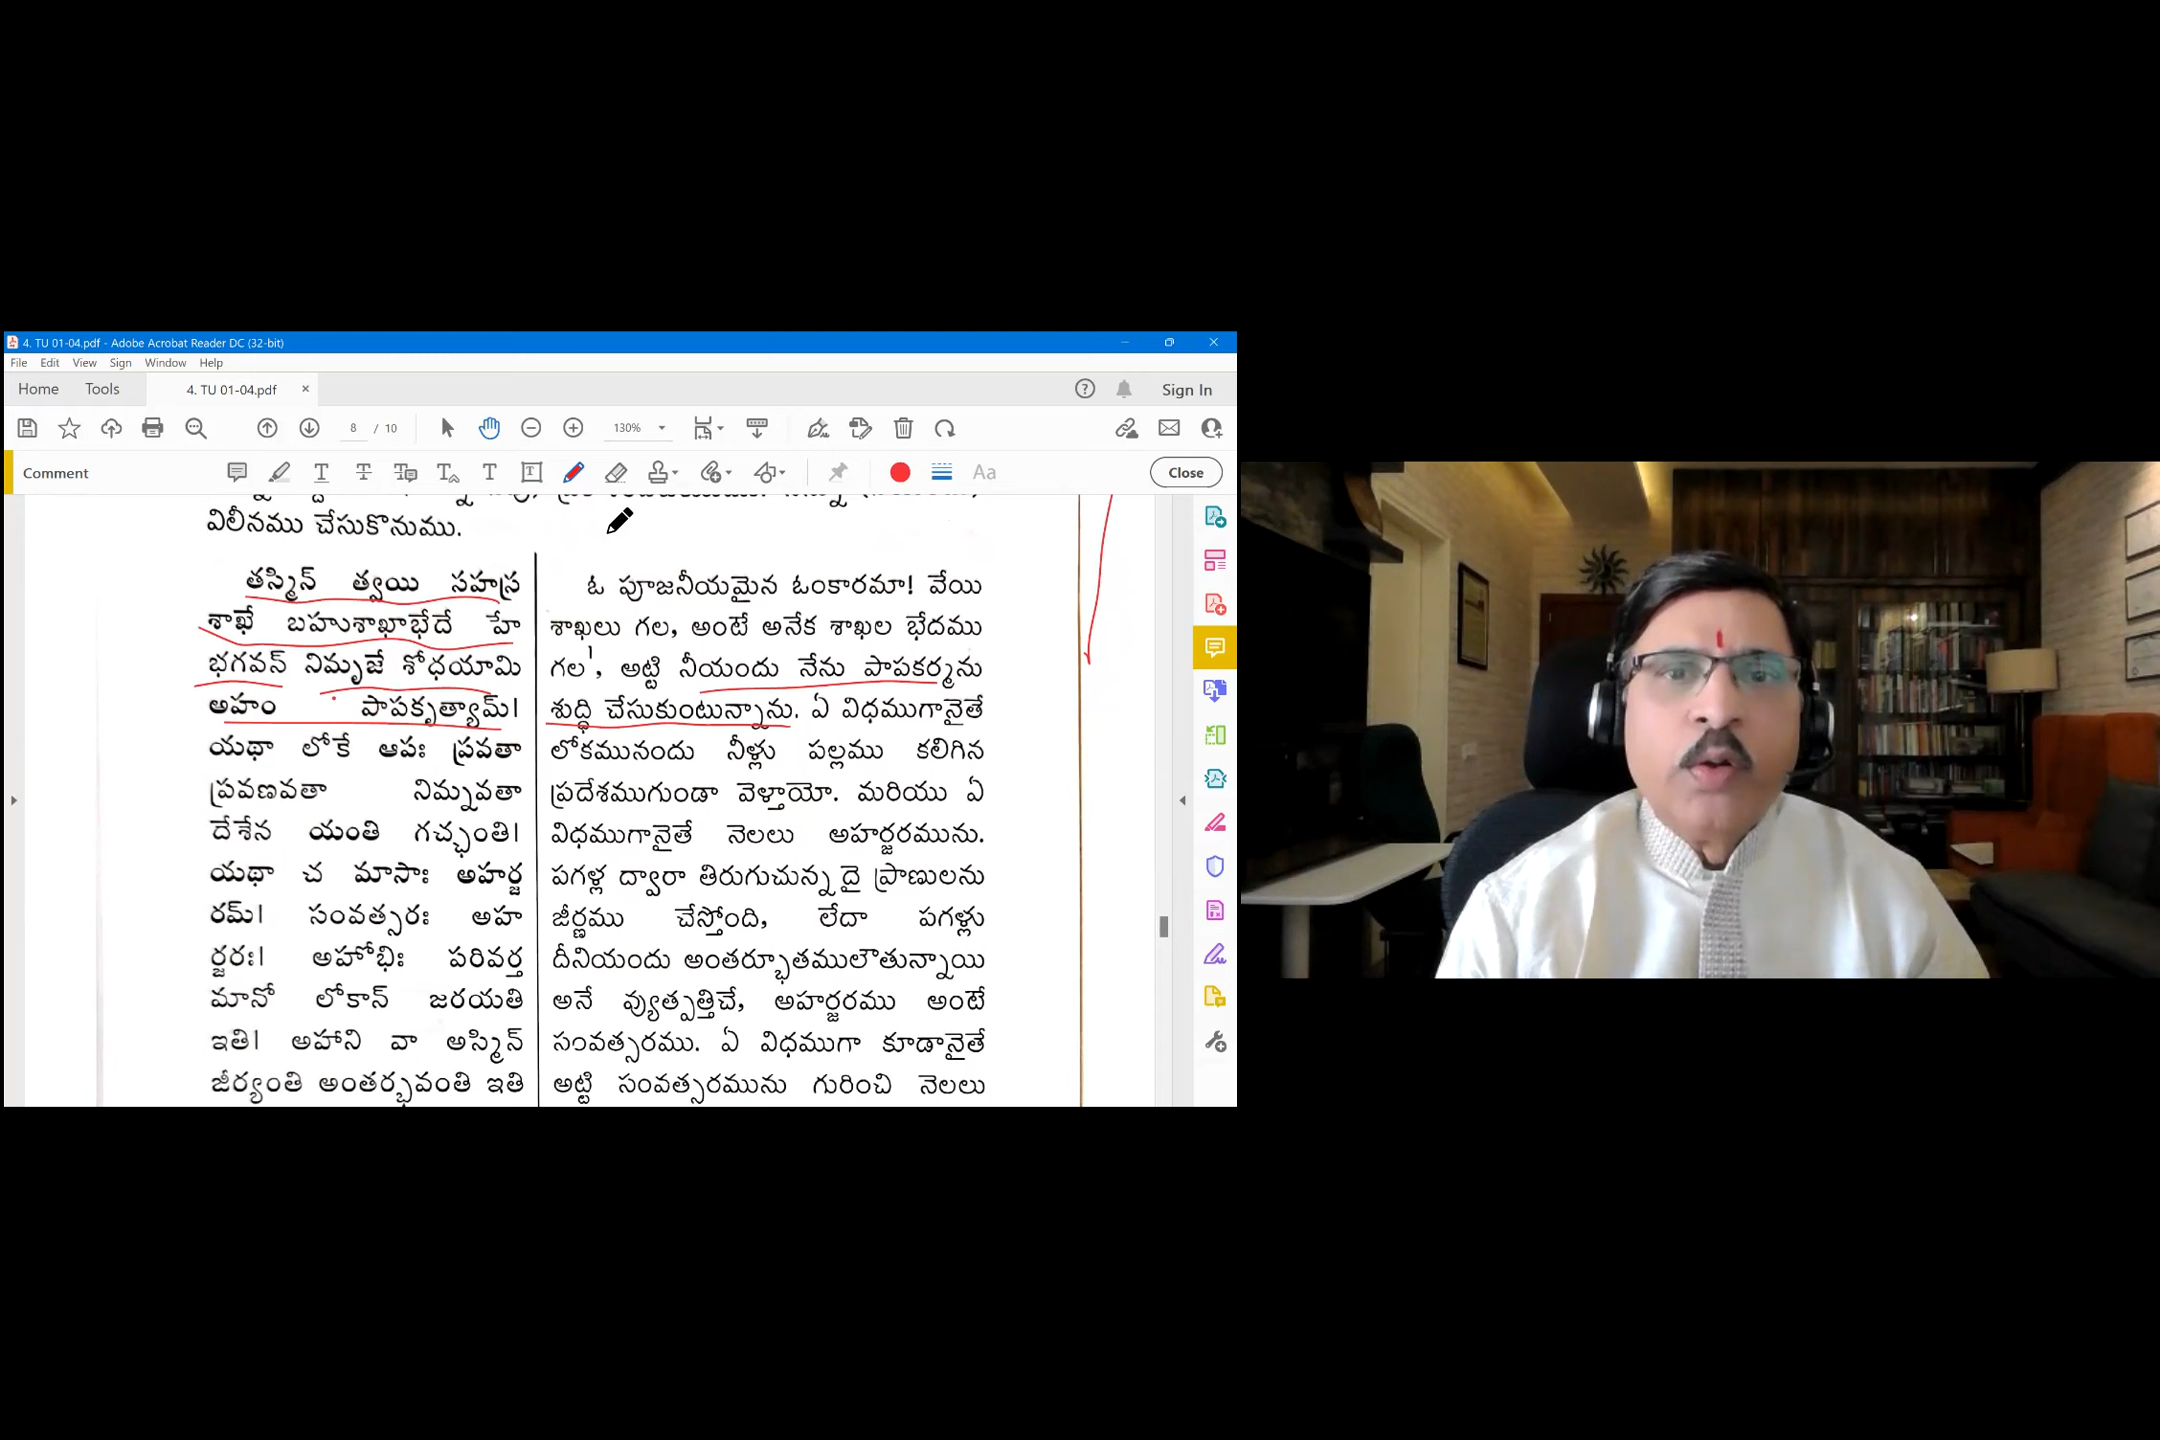 4. TU 01-04.pdf - Adobe Acrobat Reader DC (32-bit)
File Edit View Sign Window Help
Home Tools 4. TU 01-04.pdf × Sign In
8 / 10 130%
Comment Aa Close
విలీనము చేసుకొనుము.
తస్మిన్ త్వయి సహస్ర
శాఖే బహుశాఖాభేదే హే
భగవన్ నిమృజే శోధయామి
అహం పాపకృత్యామ్।
యథా లోకే ఆపః ప్రవతా
ప్రవణవతా నిమ్నవతా
దేశేన యంతి గచ్ఛంతి।
యథా చ మాసాః అహర్జ
రమ్। సంవత్సరః అహ
ర్జరః। అహోభిః పరివర్త
మానో లోకాన్ జరయతి
ఇతి। అహాని వా అస్మిన్
జీర్యంతి అంతర్భవంతి ఇతి
ఓ పూజనీయమైన ఓంకారమా! వేయి
శాఖలు గల, అంటే అనేక శాఖల భేదము
గల¹, అట్టి నీయందు నేను పాపకర్మను
శుద్ధి చేసుకుంటున్నాను. ఏ విధముగానైతే
లోకమునందు నీళ్లు పల్లము కలిగిన
ప్రదేశముగుండా వెళ్తాయో. మరియు ఏ
విధముగానైతే నెలలు అహర్జరమును.
పగళ్ల ద్వారా తిరుగుచున్న దై ప్రాణులను
జీర్ణము చేస్తోంది, లేదా పగళ్లు
దీనియందు అంతర్భూతములౌతున్నాయి
అనే వ్యుత్పత్తిచే, అహర్జరము అంటే
సంవత్సరము. ఏ విధముగా కూడానైతే
అట్టి సంవత్సరమును గురించి నెలలు